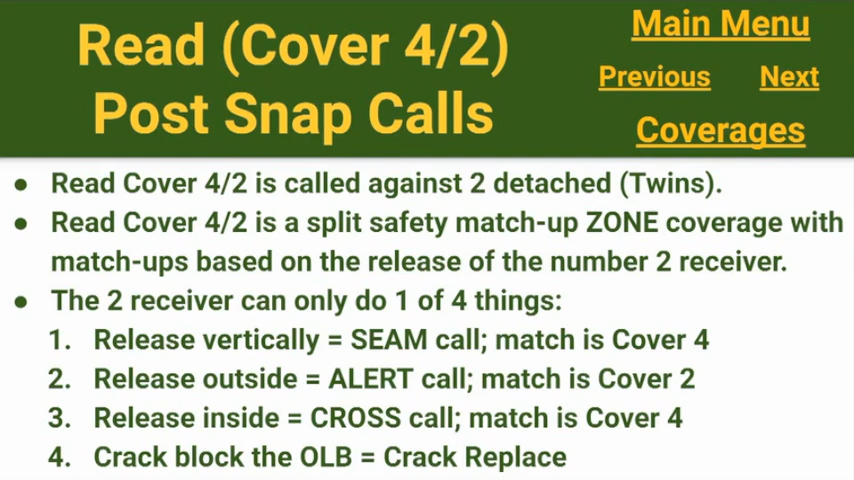 Read (Cover 4/2)
Post Snap Calls
Main Menu
Previous Next
Coverages
● Read Cover 4/2 is called against 2 detached (Twins).
● Read Cover 4/2 is a split safety match-up ZONE coverage with
match-ups based on the release of the number 2 receiver.
● The 2 receiver can only do 1 of 4 things:
1. Release vertically = SEAM call; match is Cover 4
2. Release outside = ALERT call; match is Cover 2
3. Release inside = CROSS call; match is Cover 4
4. Crack block the OLB = Crack Replace